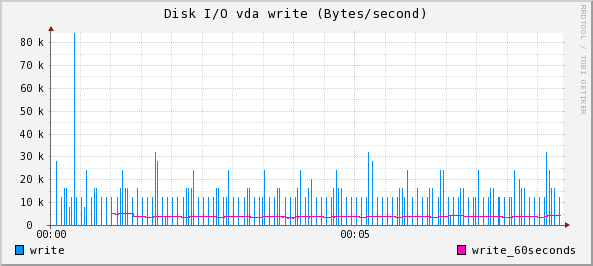 Disk I/O vda write (Bytes/second)
RRDTOOL / TOBI OETIKER
80 k
70 k
60 k
50 k
40 k
30 k
20 k
10 k
0
00:00
00:05
write
write_60seconds